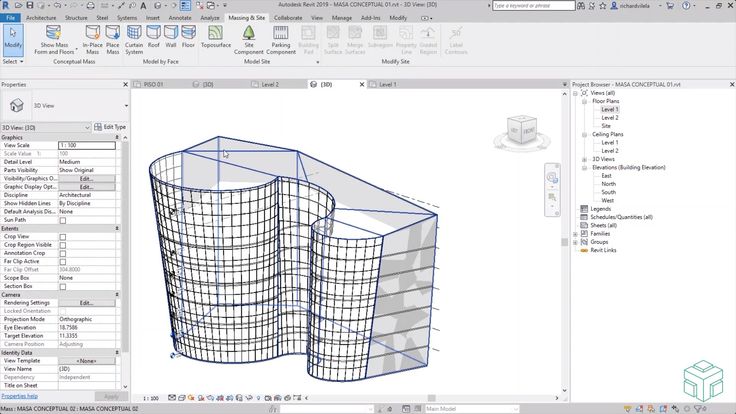 Autodesk Revit 2019 - MASA CONCEPTUAL 01.rvt - 3D View: {3D}
Type a keyword or phrase
richardvilela
File Architecture Structure Systems Insert Annotate Analyze Massing & Site Collaborate View Manage Add-Ins Modify
Modify
Show Mass Form and Floors
In-Place Mass
Place Mass
Curtain System
Roof
Wall
Floor
Toposurface
Site Component
Parking Component
Building Pad
Split Surface
Merge Surfaces
Subregion
Property Line
Graded Region
Label Contours
Select
Conceptual Mass
Model by Face
Model Site
Modify Site
Properties
PISO 01
{3D}
Level 2
{3D}
Level 1
Project Browser - MASA CONCEPTUAL 01.rvt
3D View
3D View: {3D}
Edit Type
Graphics
View Scale 1 : 100
Scale Value 1: 100
Detail Level Medium
Parts Visibility Show Original
Visibility/Graphics O... Edit...
Graphic Display Opt... Edit...
Discipline Architectural
Show Hidden Lines By Discipline
Default Analysis Dis... None
Sun Path
Extents
Crop View
Crop Region Visible
Annotation Crop
Far Clip Active
Far Clip Offset 304.8000
Scope Box None
Section Box
Camera
Rendering Settings Edit...
Locked Orientation
Projection Mode Orthographic
Eye Elevation 18.7586
Target Elevation 11.3355
Camera Position Adjusting
Identity Data
View Template <None>
View Name {3D}
Dependency Independent
Title on Sheet
Properties help
Apply
LEFT
FRONT
Views (all)
Floor Plans
Level 1
Level 2
Site
Ceiling Plans
Level 1
Level 2
3D Views
Elevations (Building Elevation)
East
North
South
West
Legends
Schedules/Quantities (all)
Sheets (all)
Families
Groups
Revit Links
1 : 100
Mass : MASA CONCEPTUAL 02 : MASA CONCEPTUAL 02
Main Model